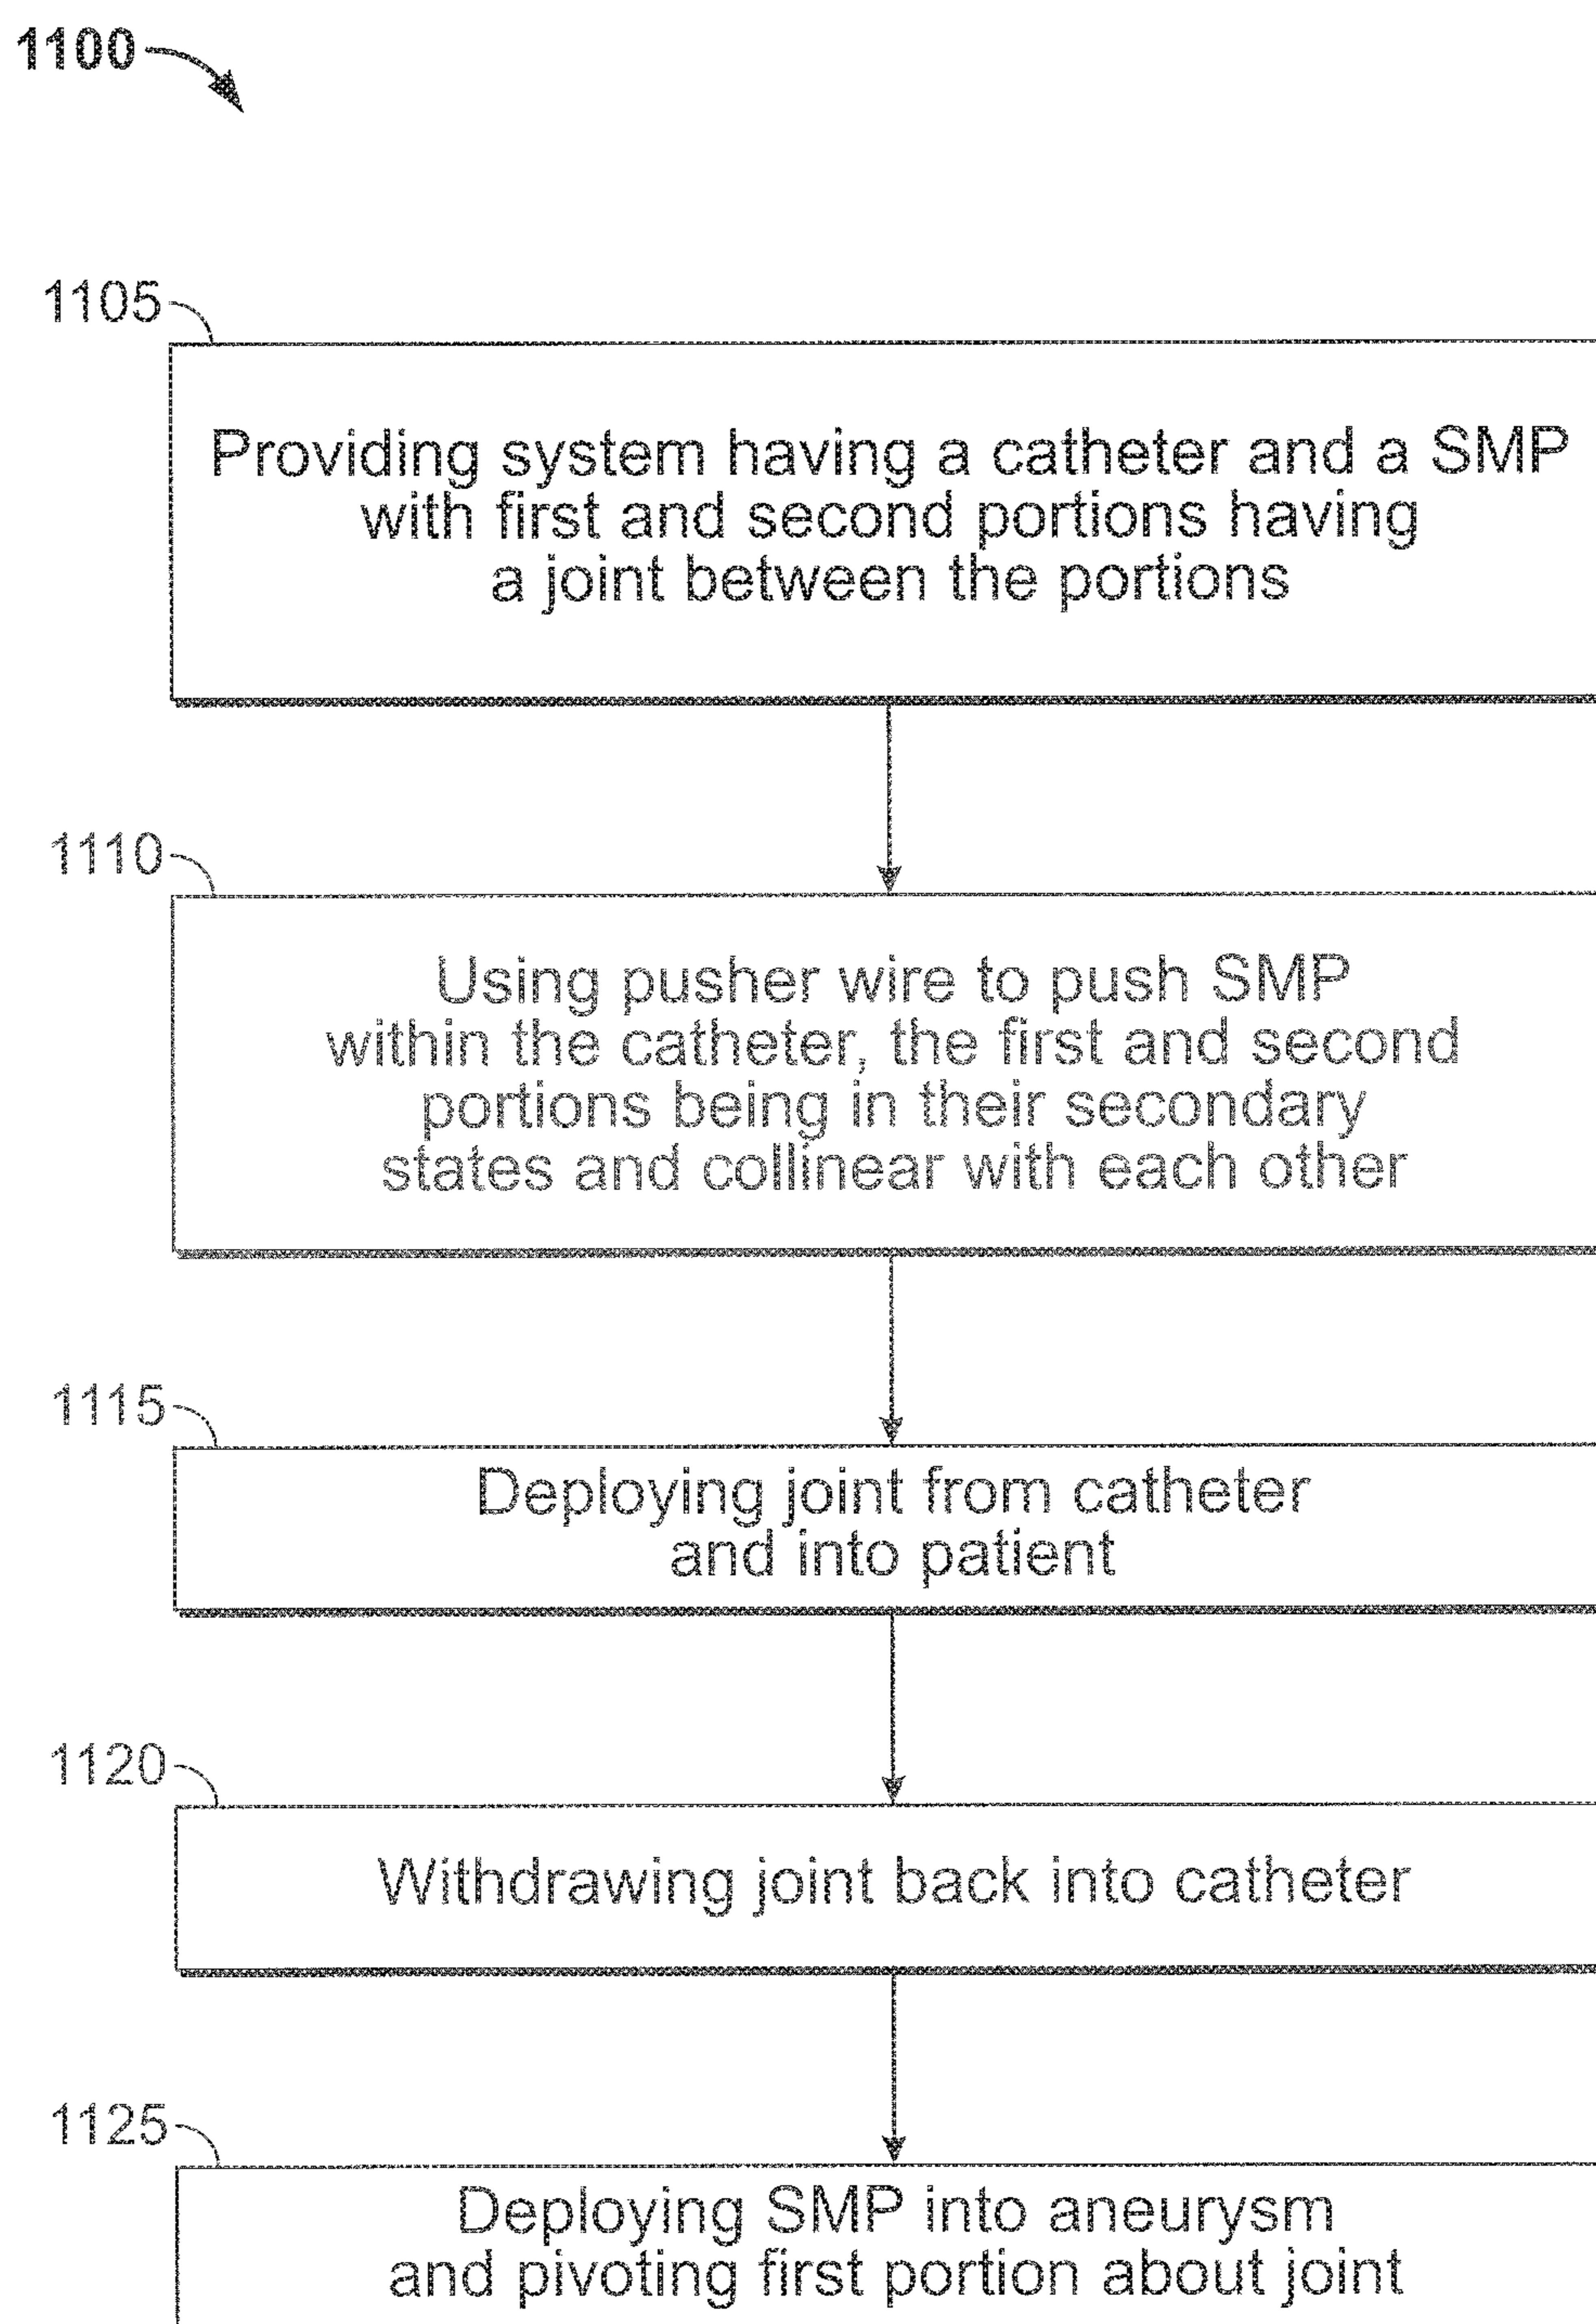 1100
1105
Providing system having a catheter and a SMP
with first and second portions having
a joint between the portions
1110
Using pusher wire to push SMP
within the catheter, the first and second
portions being in their secondary
states and collinear with each other
1115
Deploying joint from catheter
and into patient
1120
Withdrawing joint back into catheter
1125
Deploying SMP into aneurysm
and pivoting first portion about joint